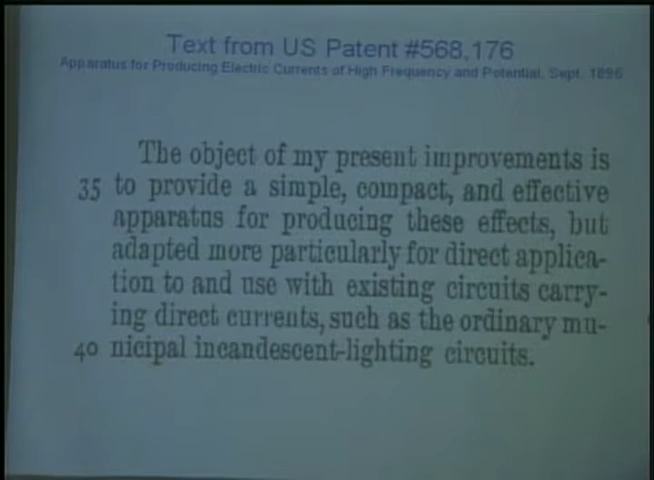 Text from US Patent #568,176
Apparatus for Producing Electric Currents of High Frequency and Potential, Sept. 1896
The object of my present improvements is
35 to provide a simple, compact, and effective
apparatus for producing these effects, but
adapted more particularly for direct applica-
tion to and use with existing circuits carry-
ing direct currents, such as the ordinary mu-
40 nicipal incandescent-lighting circuits.